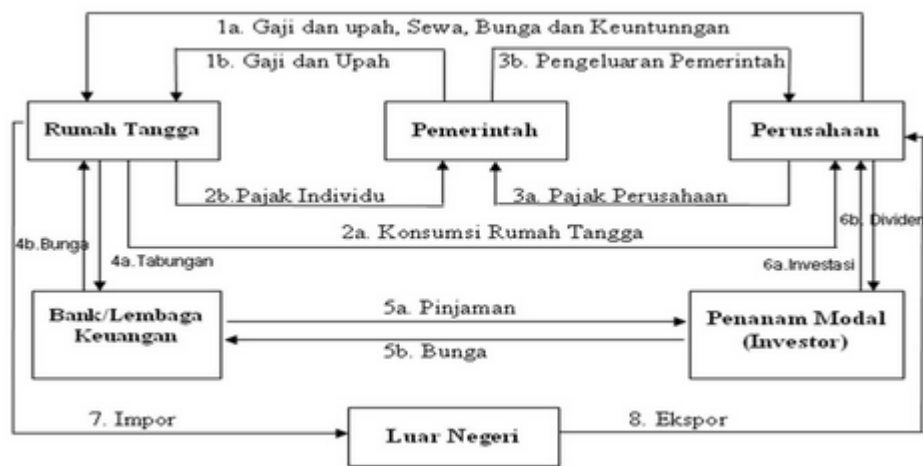 1a. Gaji dan upah, Sewa, Bunga dan Keuntunngan
1b. Gaji dan Upah
3b. Pengeluaran Pemerintah
Rumah Tangga
Pemerintah
Perusahaan
2b.Pajak Individu
3a. Pajak Perusahaan
6b. Dividen
2a. Konsumsi Rumah Tangga
4b.Bunga
4a.Tabungan
6a.Investasi
Bank/Lembaga
Keuangan
5a. Pinjaman
Penanam Modal
(Investor)
5b. Bunga
7. Impor
8. Ekspor
Luar Negeri